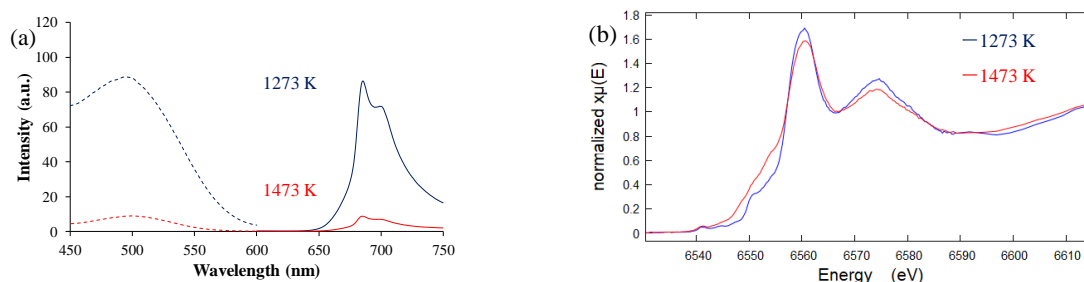 (a)
Intensity (a.u.)
120
100
80
60
40
20
0
1273 K
1473 K
450 500 550 600 650 700 750
Wavelength (nm)
(b)
normalized xμ(E)
1.8
1.6
1.4
1.2
1
0.8
0.6
0.4
0.2
0
1273 K
1473 K
6540 6550 6560 6570 6580 6590 6600 6610
Energy (eV)